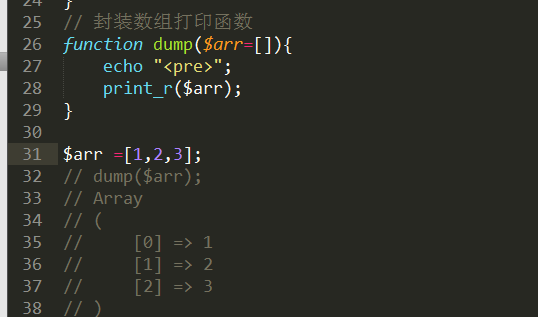 24 }
25 // 封装数组打印函数
26 function dump($arr=[]){
27     echo "<pre>";
28     print_r($arr);
29 }
30
31 $arr =[1,2,3];
32 // dump($arr);
33 // Array
34 // (
35 //     [0] => 1
36 //     [1] => 2
37 //     [2] => 3
38 // )